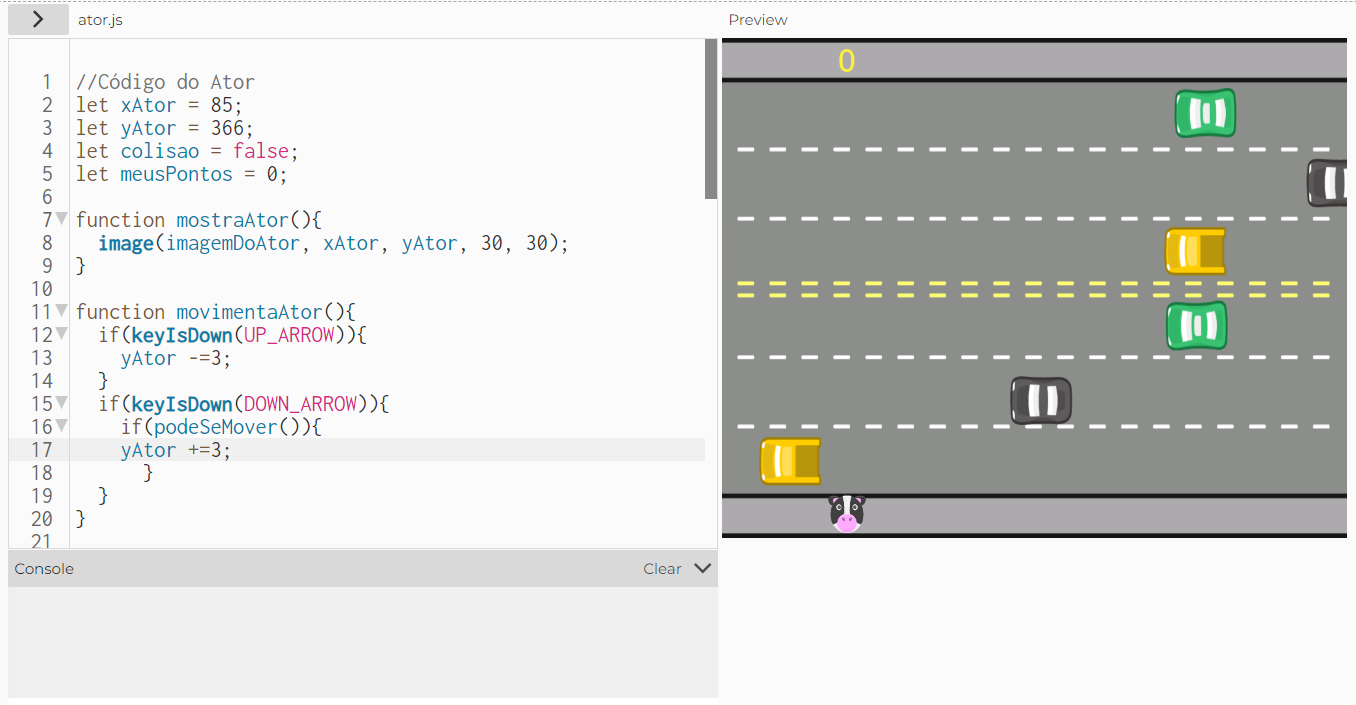 ator.js
Preview
1 //Código do Ator
2 let xAtor = 85;
3 let yAtor = 366;
4 let colisao = false;
5 let meusPontos = 0;
6
7 function mostraAtor(){
8   image(imagemDoAtor, xAtor, yAtor, 30, 30);
9 }
10
11 function movimentaAtor(){
12   if(keyIsDown(UP_ARROW)){
13     yAtor -=3;
14   }
15   if(keyIsDown(DOWN_ARROW)){
16     if(podeSeMover()){
17     yAtor +=3;
18       }
19   }
20 }
21
0
Console
Clear